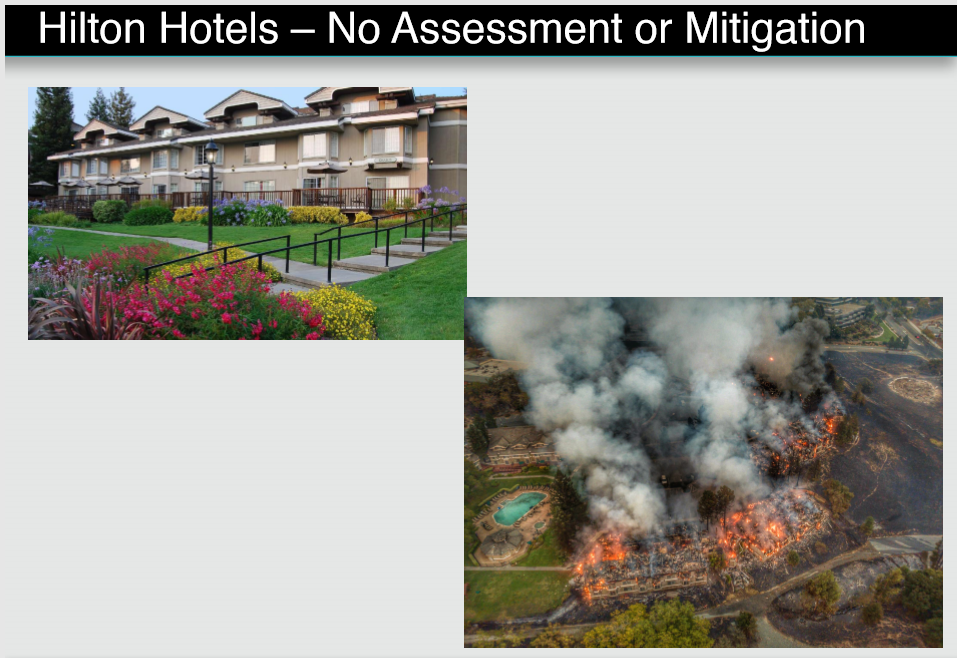 Hilton Hotels – No Assessment or Mitigation